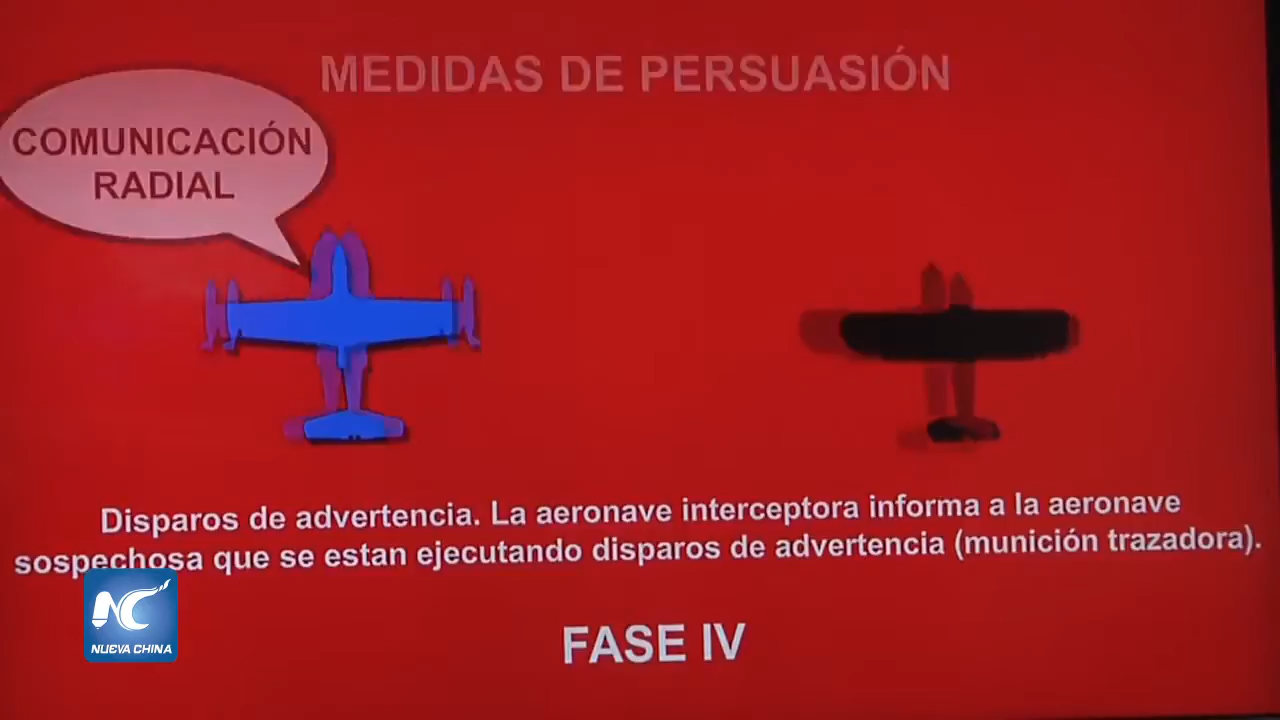 MEDIDAS DE PERSUASIÓN
COMUNICACIÓN
RADIAL
Disparos de advertencia. La aeronave interceptora informa a la aeronave
sospechosa que se estan ejecutando disparos de advertencia (munición trazadora).
FASE IV
NC
NUEVA CHINA